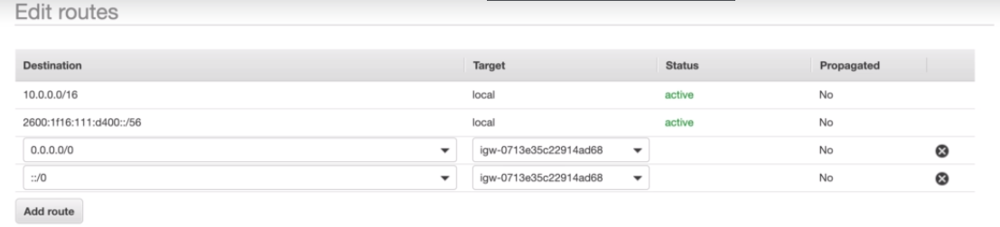 Edit routes
Destination Target Status Propagated
10.0.0.0/16 local active No
2600:1f16:111:d400::/56 local active No
0.0.0.0/0 igw-0713e35c22914ad68 No
::/0 igw-0713e35c22914ad68 No
Add route